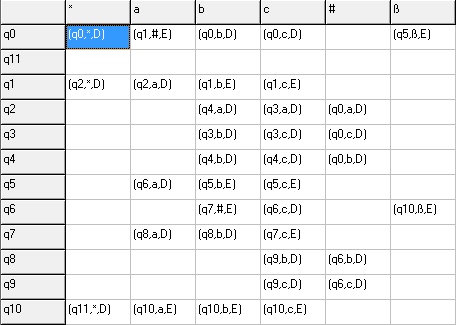 * a b c # ß
q0 (q0,*,D) (q1,#,E) (q0,b,D) (q0,c,D) (q5,ß,E)
q11
q1 (q2,*,D) (q2,a,D) (q1,b,E) (q1,c,E)
q2 (q4,a,D) (q3,a,D) (q0,a,D)
q3 (q3,b,D) (q3,c,D) (q0,c,D)
q4 (q4,b,D) (q4,c,D) (q0,b,D)
q5 (q6,a,D) (q5,b,E) (q5,c,E)
q6 (q7,#,E) (q6,c,D) (q10,ß,E)
q7 (q8,a,D) (q8,b,D) (q7,c,E)
q8 (q9,b,D) (q6,b,D)
q9 (q9,c,D) (q6,c,D)
q10 (q11,*,D) (q10,a,E) (q10,b,E) (q10,c,E)